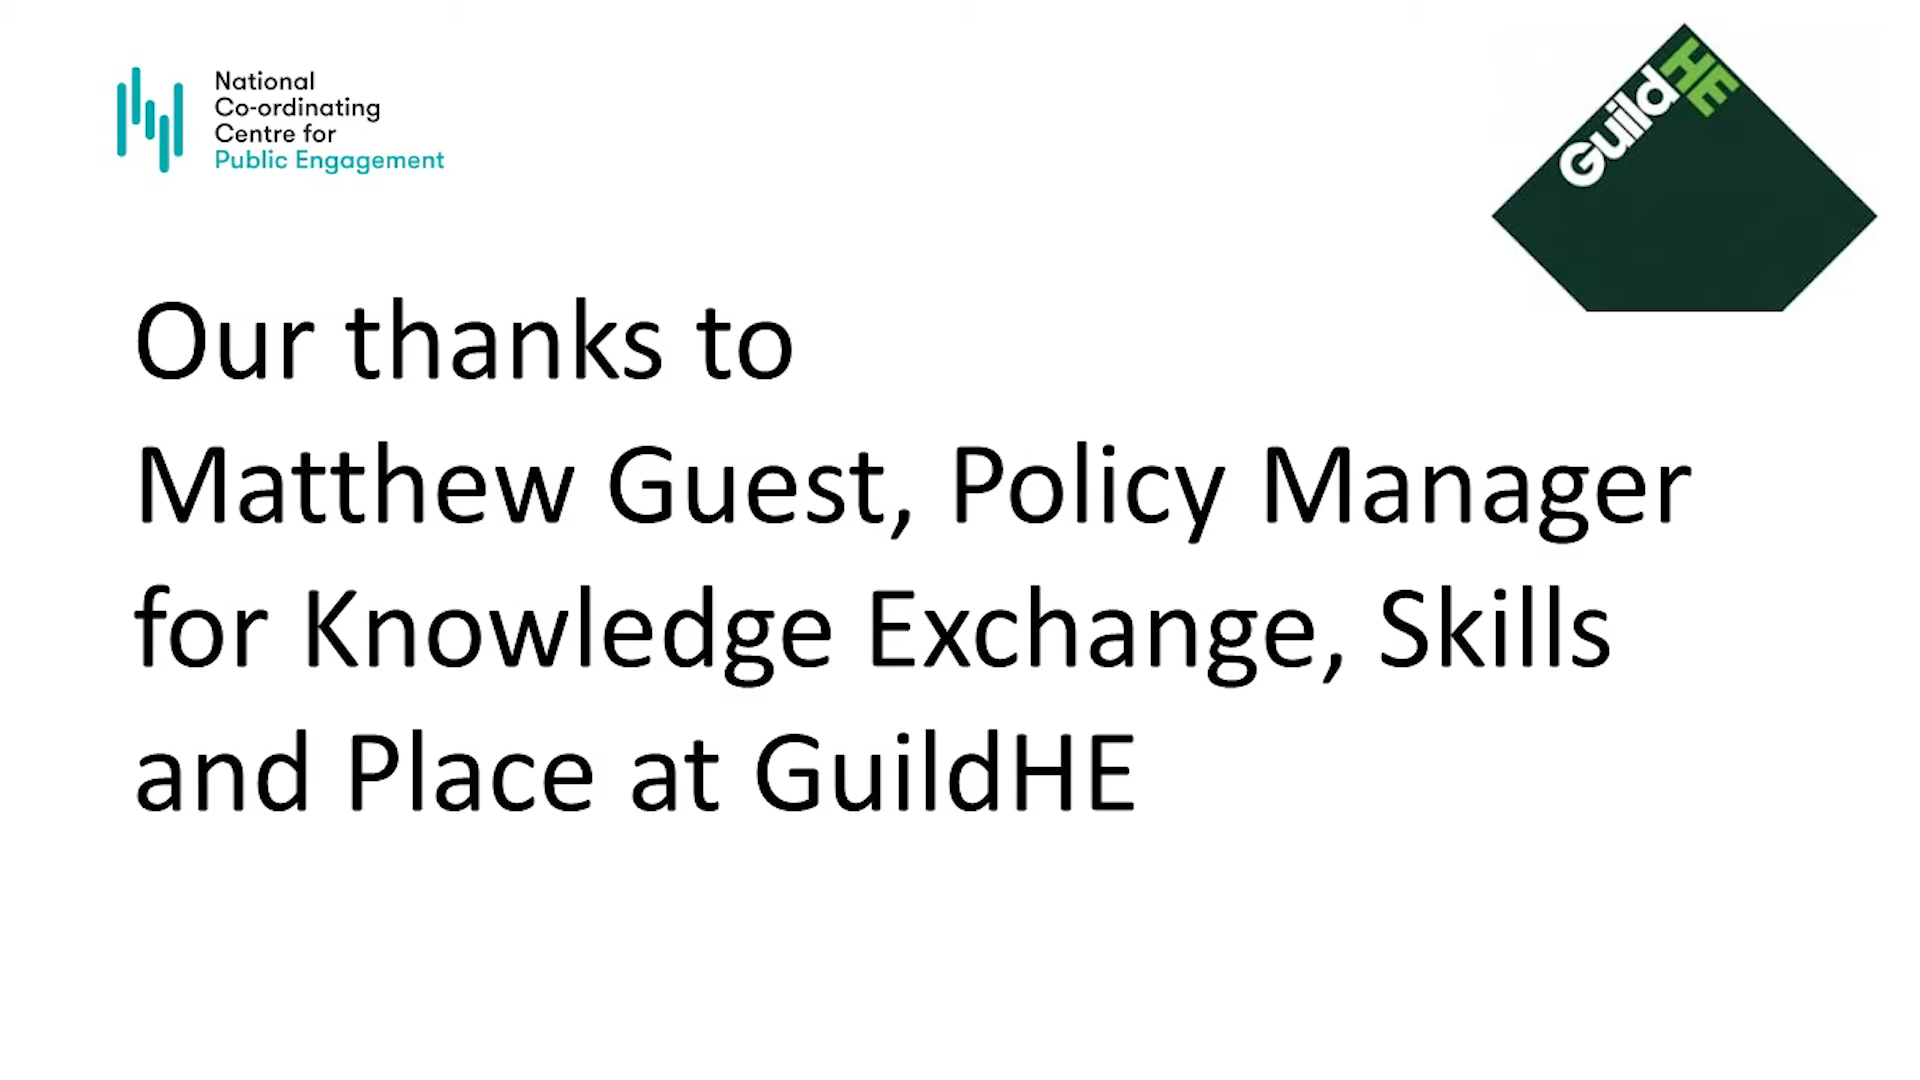 National
Co-ordinating
Centre for
Public Engagement
GuildHE
Our thanks to
Matthew Guest, Policy Manager
for Knowledge Exchange, Skills
and Place at GuildHE